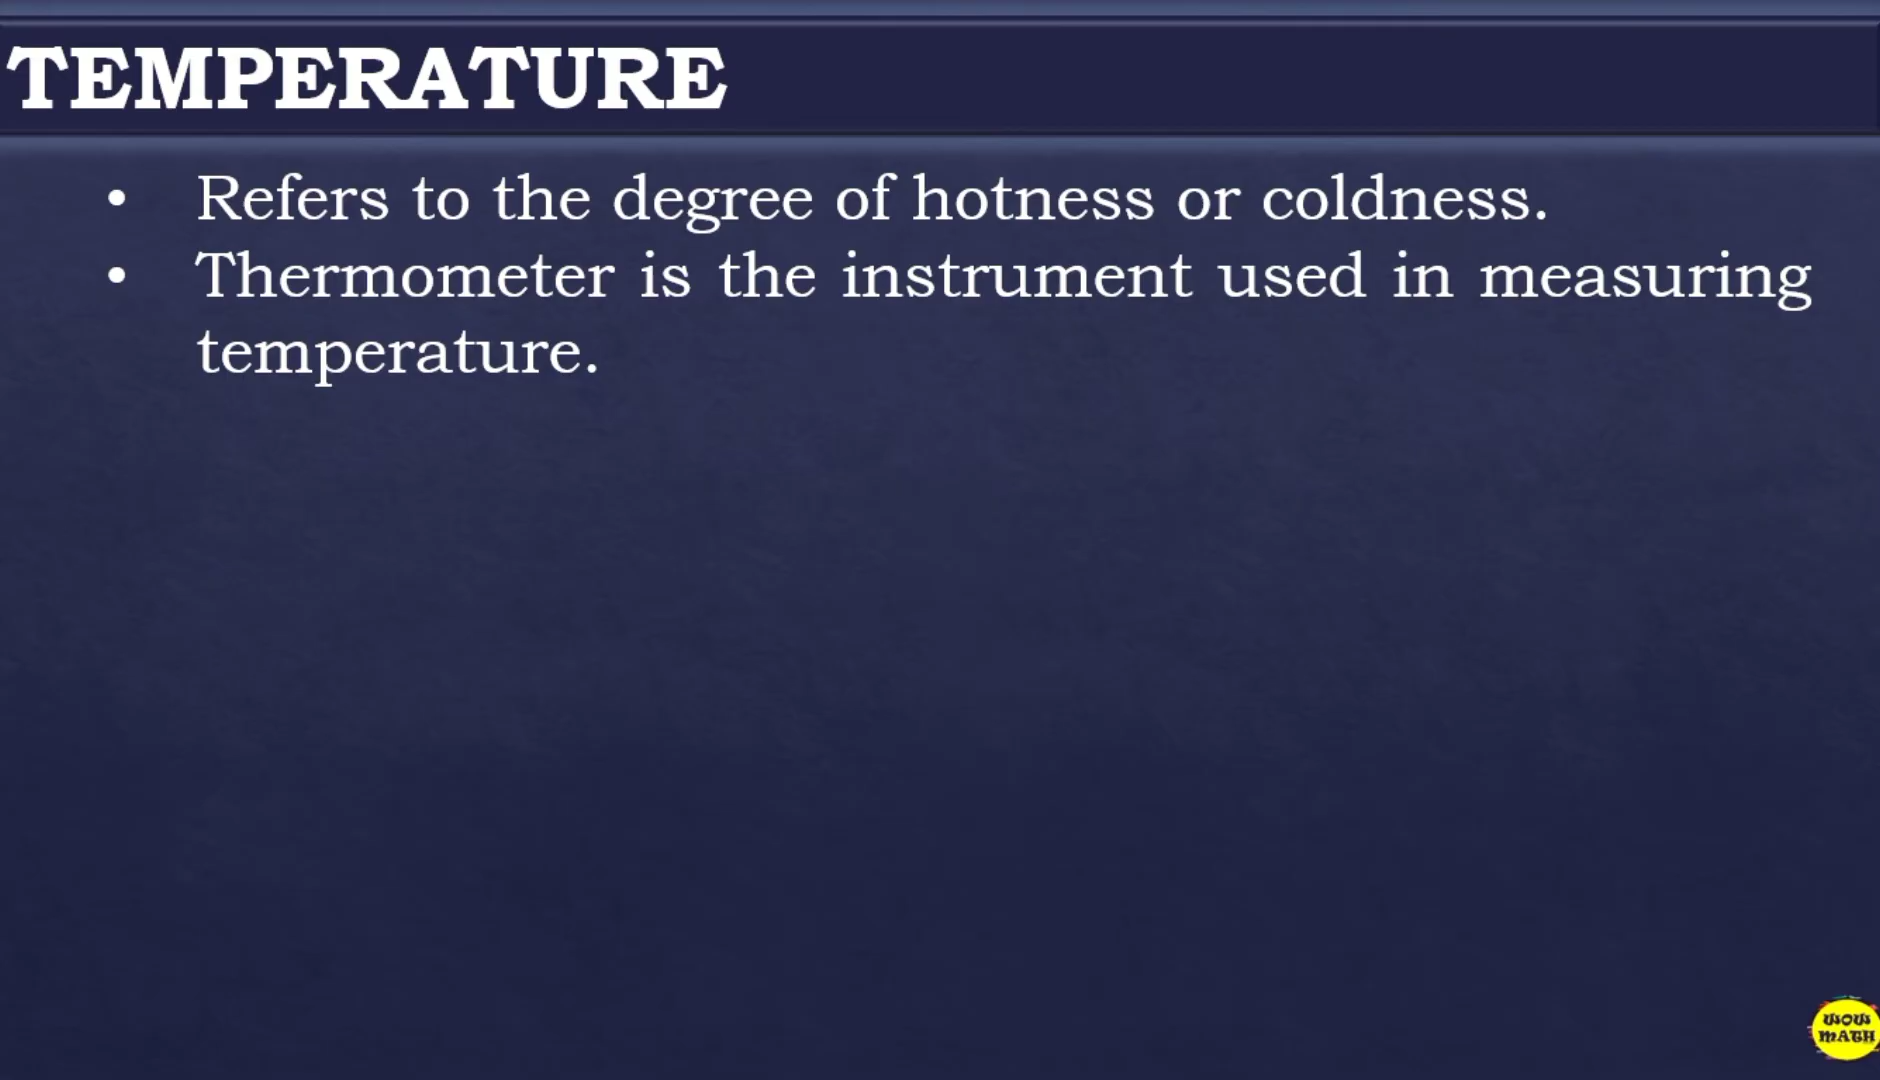 TEMPERATURE
• Refers to the degree of hotness or coldness.
• Thermometer is the instrument used in measuring
temperature.
WOW
MATH